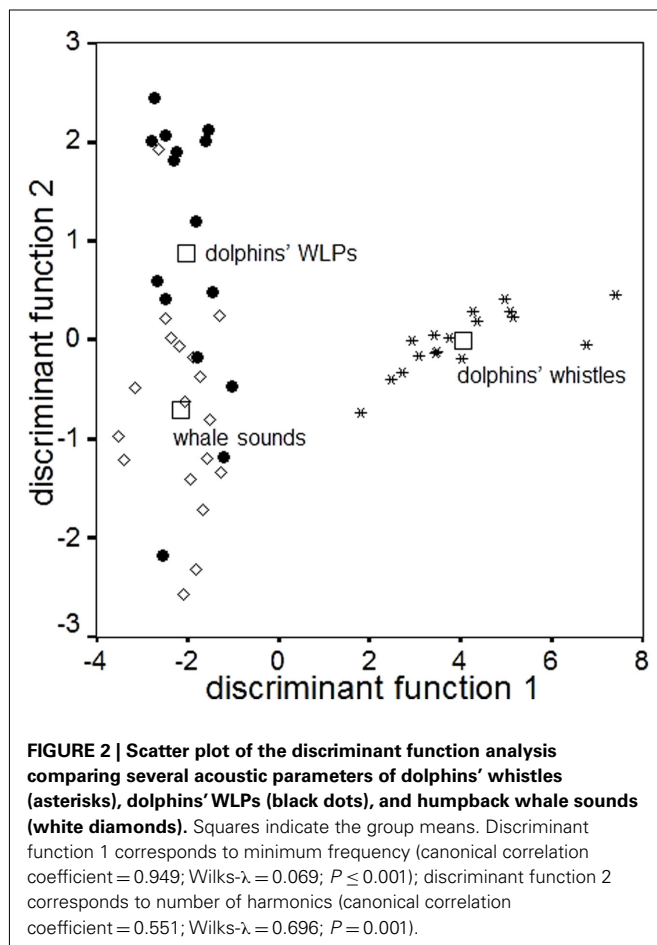 3
2
1
0
-1
-2
-3
discriminant function 2
dolphins' WLPs
dolphins' whistles
whale sounds
-4 -2 0 2 4 6 8
discriminant function 1
FIGURE 2 | Scatter plot of the discriminant function analysis
comparing several acoustic parameters of dolphins' whistles
(asterisks), dolphins' WLPs (black dots), and humpback whale sounds
(white diamonds). Squares indicate the group means. Discriminant
function 1 corresponds to minimum frequency (canonical correlation
coefficient = 0.949; Wilks-λ = 0.069; P ≤ 0.001); discriminant function 2
corresponds to number of harmonics (canonical correlation
coefficient = 0.551; Wilks-λ = 0.696; P = 0.001).